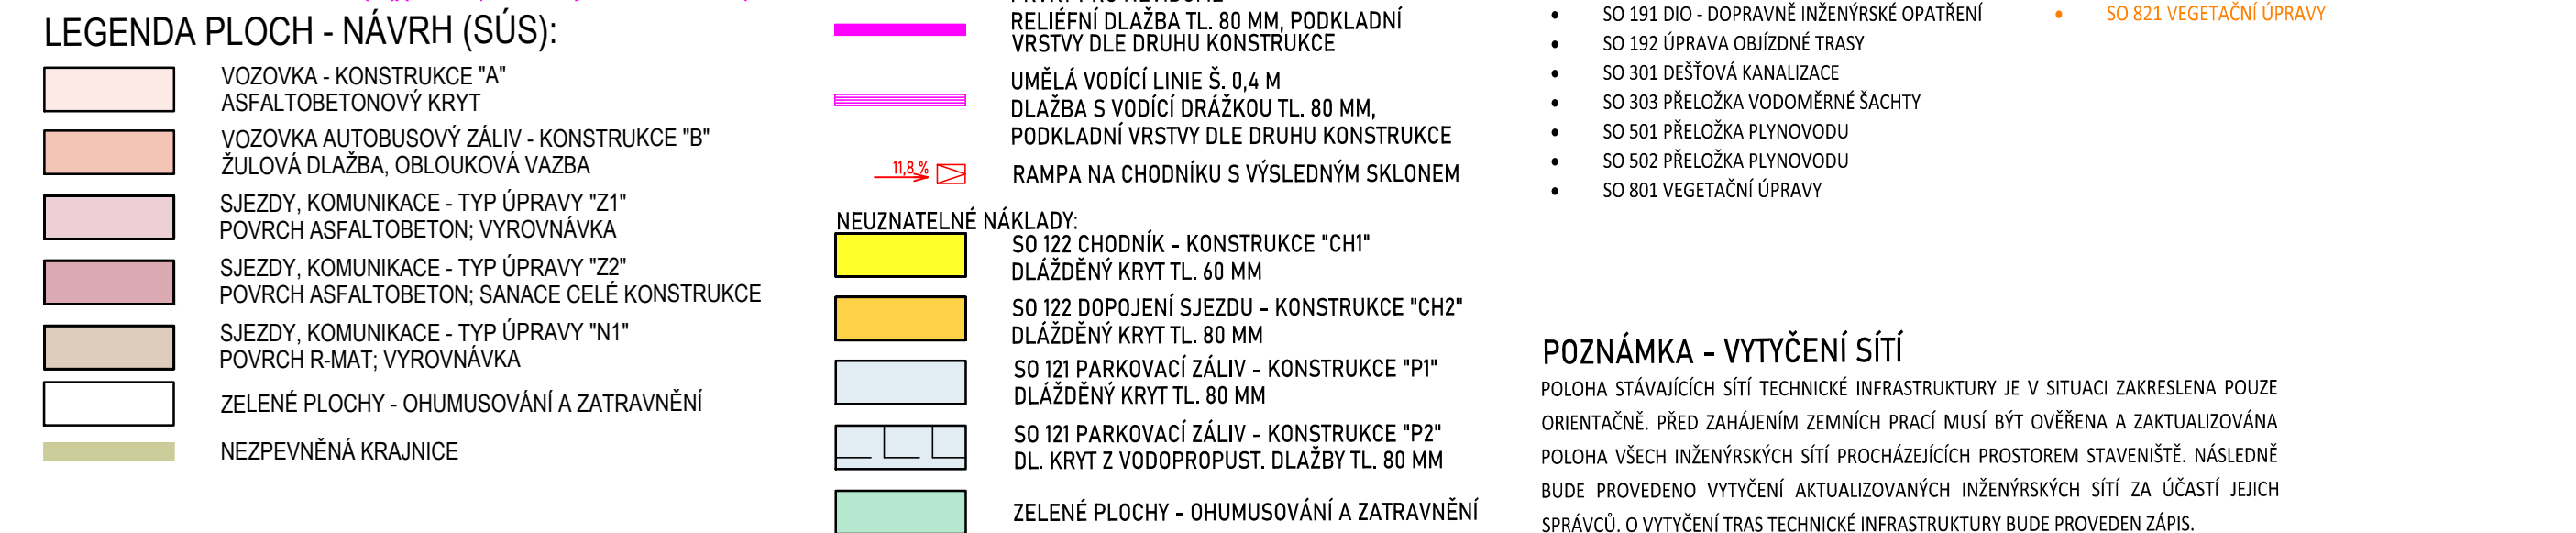 LEGENDA PLOCH - NÁVRH (SÚS):
VOZOVKA - KONSTRUKCE "A"
ASFALTOBETONOVÝ KRYT
VOZOVKA AUTOBUSOVÝ ZÁLIV - KONSTRUKCE "B"
ŽULOVÁ DLAŽBA, OBLOUKOVÁ VAZBA
SJEZDY, KOMUNIKACE - TYP ÚPRAVY "Z1"
POVRCH ASFALTOBETON; VYROVNÁVKA
SJEZDY, KOMUNIKACE - TYP ÚPRAVY "Z2"
POVRCH ASFALTOBETON; SANACE CELÉ KONSTRUKCE
SJEZDY, KOMUNIKACE - TYP ÚPRAVY "N1"
POVRCH R-MAT; VYROVNÁVKA
ZELENÉ PLOCHY - OHUMUSOVÁNÍ A ZATRAVNĚNÍ
NEZPEVNĚNÁ KRAJNICE
RELIÉFNÍ DLAŽBA TL. 80 MM, PODKLADNÍ
VRSTVY DLE DRUHU KONSTRUKCE
UMĚLÁ VODÍCÍ LINIE Š. 0,4 M
DLAŽBA S VODÍCÍ DRÁŽKOU TL. 80 MM,
PODKLADNÍ VRSTVY DLE DRUHU KONSTRUKCE
11,8 %
RAMPA NA CHODNÍKU S VÝSLEDNÝM SKLONEM
NEUZNATELNÉ NÁKLADY:
SO 122 CHODNÍK - KONSTRUKCE "CH1"
DLÁŽDĚNÝ KRYT TL. 60 MM
SO 122 DOPOJENÍ SJEZDU - KONSTRUKCE "CH2"
DLÁŽDĚNÝ KRYT TL. 80 MM
SO 121 PARKOVACÍ ZÁLIV - KONSTRUKCE "P1"
DLÁŽDĚNÝ KRYT TL. 80 MM
SO 121 PARKOVACÍ ZÁLIV - KONSTRUKCE "P2"
DL. KRYT Z VODOPROPUST. DLAŽBY TL. 80 MM
ZELENÉ PLOCHY - OHUMUSOVÁNÍ A ZATRAVNĚNÍ
• SO 191 DIO - DOPRAVNĚ INŽENÝRSKÉ OPATŘENÍ
• SO 192 ÚPRAVA OBJÍZDNÉ TRASY
• SO 301 DEŠŤOVÁ KANALIZACE
• SO 303 PŘELOŽKA VODOMĚRNÉ ŠACHTY
• SO 501 PŘELOŽKA PLYNOVODU
• SO 502 PŘELOŽKA PLYNOVODU
• SO 801 VEGETAČNÍ ÚPRAVY
• SO 821 VEGETAČNÍ ÚPRAVY
POZNÁMKA - VYTYČENÍ SÍTÍ
POLOHA STÁVAJÍCÍCH SÍTÍ TECHNICKÉ INFRASTRUKTURY JE V SITUACI ZAKRESLENA POUZE
ORIENTAČNĚ. PŘED ZAHÁJENÍM ZEMNÍCH PRACÍ MUSÍ BÝT OVĚŘENA A ZAKTUALIZOVÁNA
POLOHA VŠECH INŽENÝRSKÝCH SÍTÍ PROCHÁZEJÍCÍCH PROSTOREM STAVENIŠTĚ. NÁSLEDNĚ
BUDE PROVEDENO VYTYČENÍ AKTUALIZOVANÝCH INŽENÝRSKÝCH SÍTÍ ZA ÚČASTÍ JEJICH
SPRÁVCŮ. O VYTYČENÍ TRAS TECHNICKÉ INFRASTRUKTURY BUDE PROVEDEN ZÁPIS.